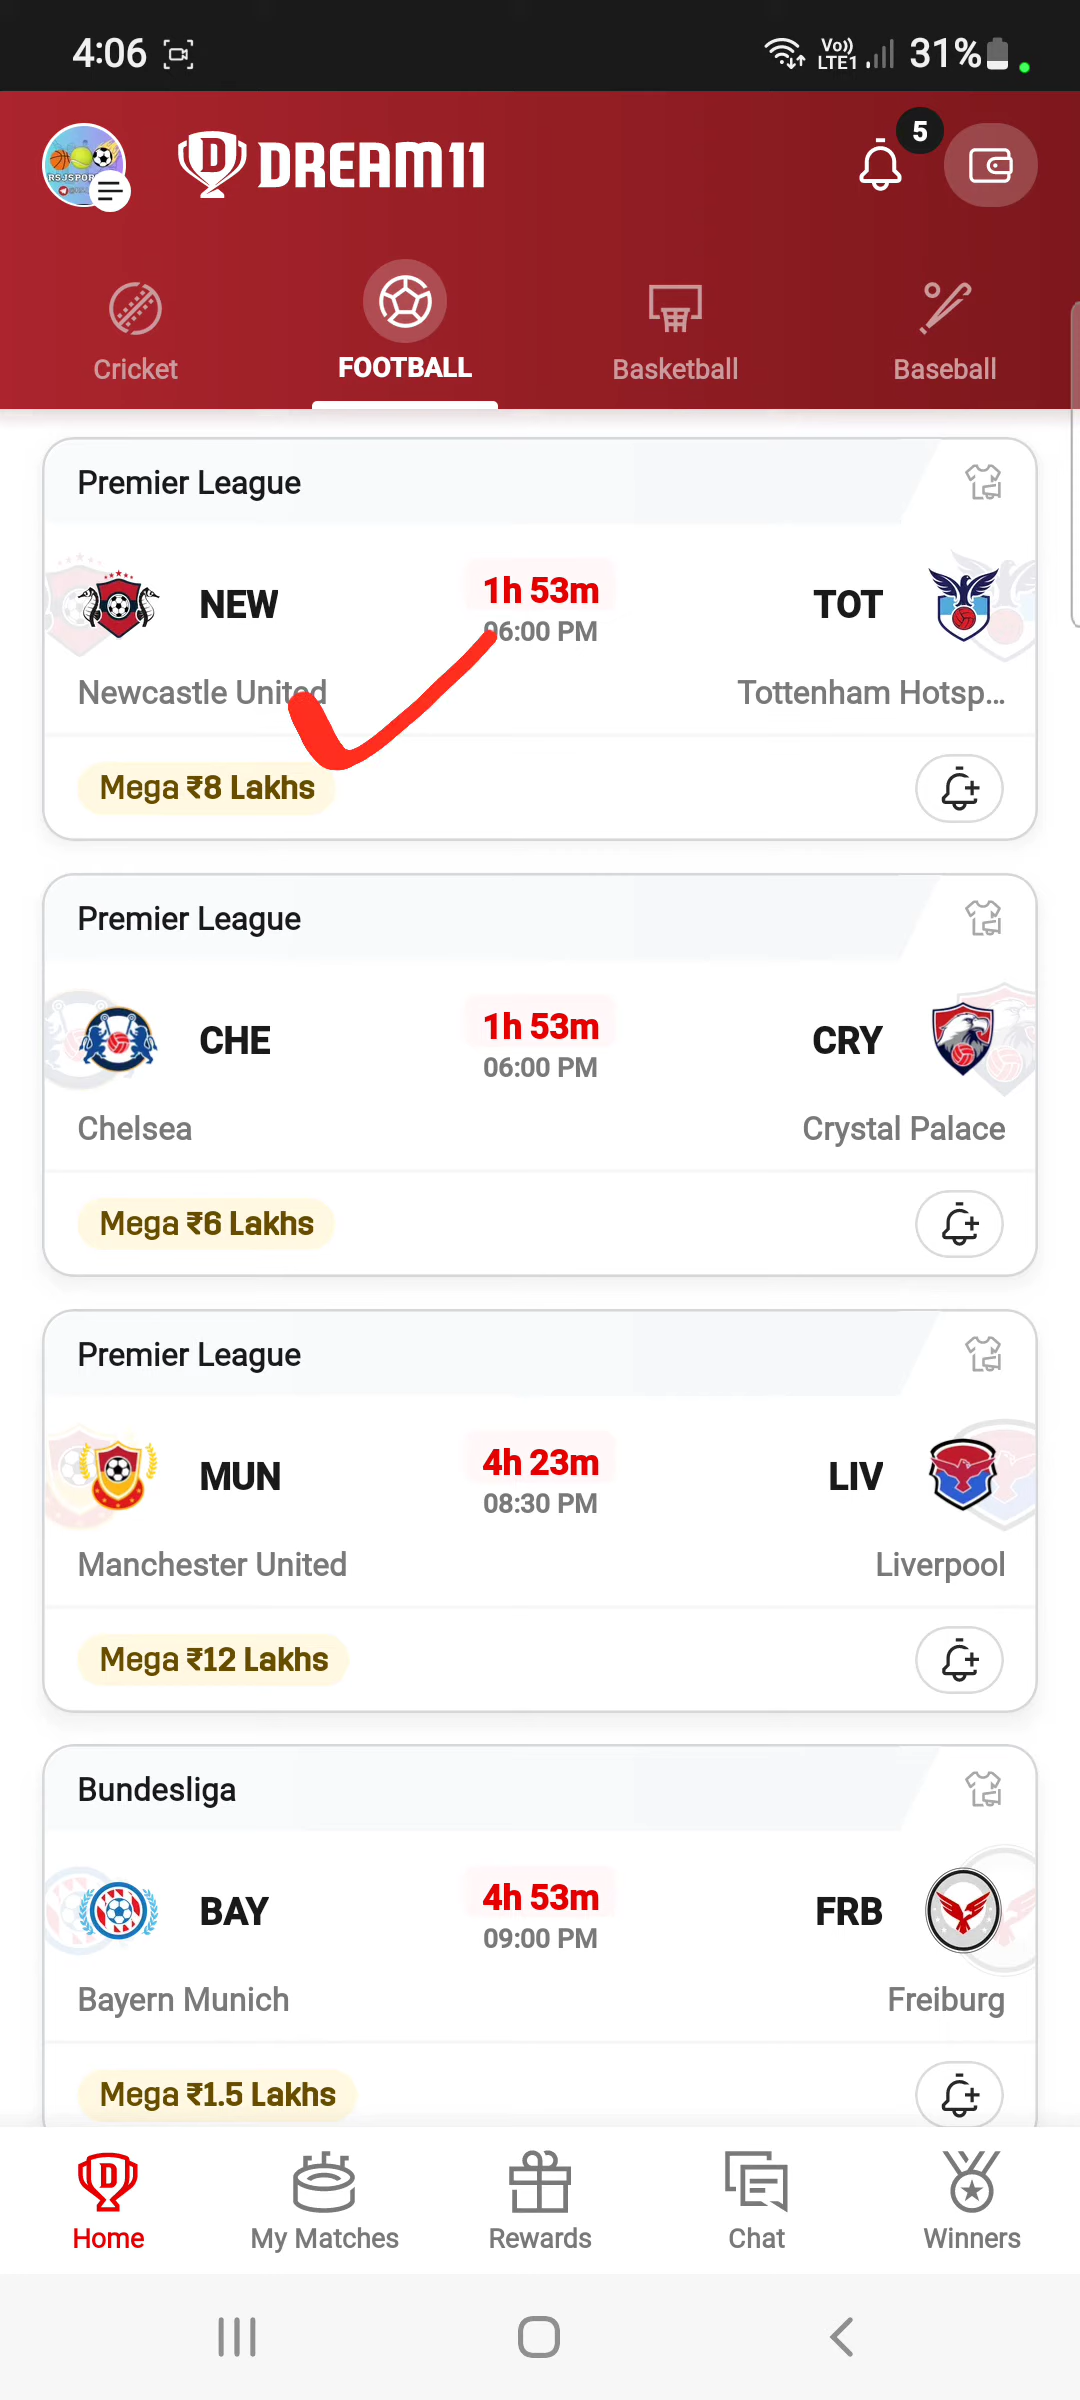 4:06
Vo))
LTE1
31%
RSJSPOR
DREAM11
5
Cricket
FOOTBALL
Basketball
Baseball
Premier League
NEW
1h 53m
06:00 PM
TOT
Newcastle United
Tottenham Hotsp...
Mega ₹8 Lakhs
Premier League
CHE
1h 53m
06:00 PM
CRY
Chelsea
Crystal Palace
Mega ₹6 Lakhs
Premier League
MUN
4h 23m
08:30 PM
LIV
Manchester United
Liverpool
Mega ₹12 Lakhs
Bundesliga
BAY
4h 53m
09:00 PM
FRB
Bayern Munich
Freiburg
Mega ₹1.5 Lakhs
Home
My Matches
Rewards
Chat
Winners